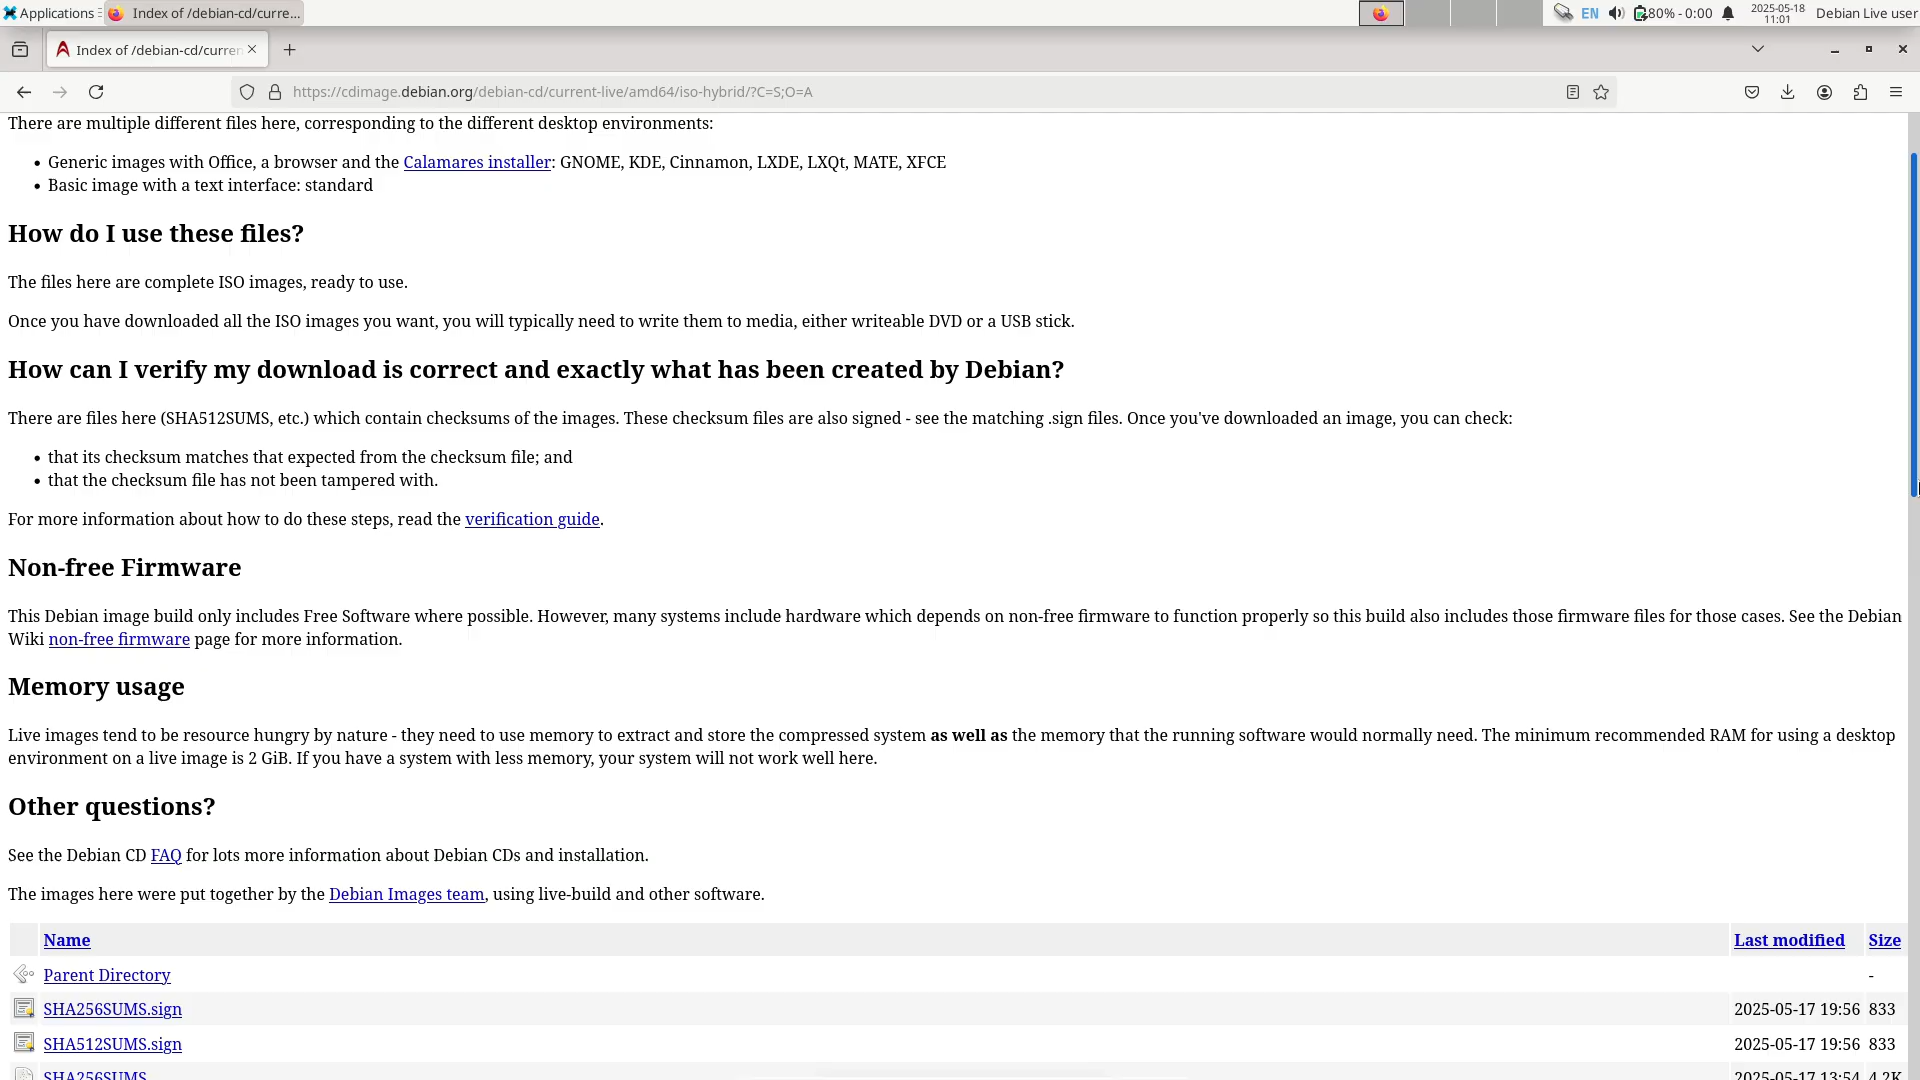 Applications
Index of /debian-cd/curre...
EN
80% - 0:00
2025-05-18
11:01
Debian Live user
Index of /debian-cd/curren
https://cdimage.debian.org/debian-cd/current-live/amd64/iso-hybrid/?C=S;O=A
There are multiple different files here, corresponding to the different desktop environments:
• Generic images with Office, a browser and the Calamares installer: GNOME, KDE, Cinnamon, LXDE, LXQt, MATE, XFCE
• Basic image with a text interface: standard
How do I use these files?
The files here are complete ISO images, ready to use.
Once you have downloaded all the ISO images you want, you will typically need to write them to media, either writeable DVD or a USB stick.
How can I verify my download is correct and exactly what has been created by Debian?
There are files here (SHA512SUMS, etc.) which contain checksums of the images. These checksum files are also signed - see the matching .sign files. Once you've downloaded an image, you can check:
• that its checksum matches that expected from the checksum file; and
• that the checksum file has not been tampered with.
For more information about how to do these steps, read the verification guide.
Non-free Firmware
This Debian image build only includes Free Software where possible. However, many systems include hardware which depends on non-free firmware to function properly so this build also includes those firmware files for those cases. See the Debian
Wiki non-free firmware page for more information.
Memory usage
Live images tend to be resource hungry by nature - they need to use memory to extract and store the compressed system as well as the memory that the running software would normally need. The minimum recommended RAM for using a desktop
environment on a live image is 2 GiB. If you have a system with less memory, your system will not work well here.
Other questions?
See the Debian CD FAQ for lots more information about Debian CDs and installation.
The images here were put together by the Debian Images team, using live-build and other software.
Name Last modified Size
Parent Directory -
SHA256SUMS.sign 2025-05-17 19:56 833
SHA512SUMS.sign 2025-05-17 19:56 833
SHA256SUMS 2025-05-17 13:54 4.2K